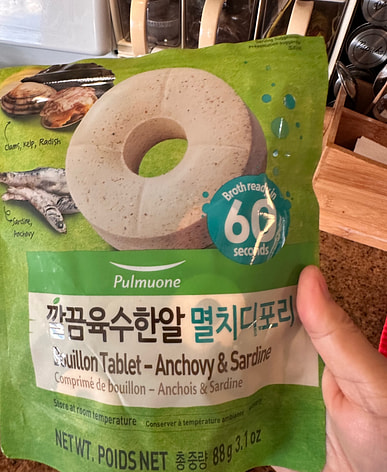 Clams, Kelp, Radish
Sardine,
Anchovy
Broth ready in
60
seconds
Pulmuone
깔끔육수한알 멸치디포리
Bouillon Tablet – Anchovy & Sardine
Comprimé de bouillon – Anchois & Sardine
Store at room temperature Conserver à température ambiante
NET WT. POIDS NET 총중량 88g 3.1 oz